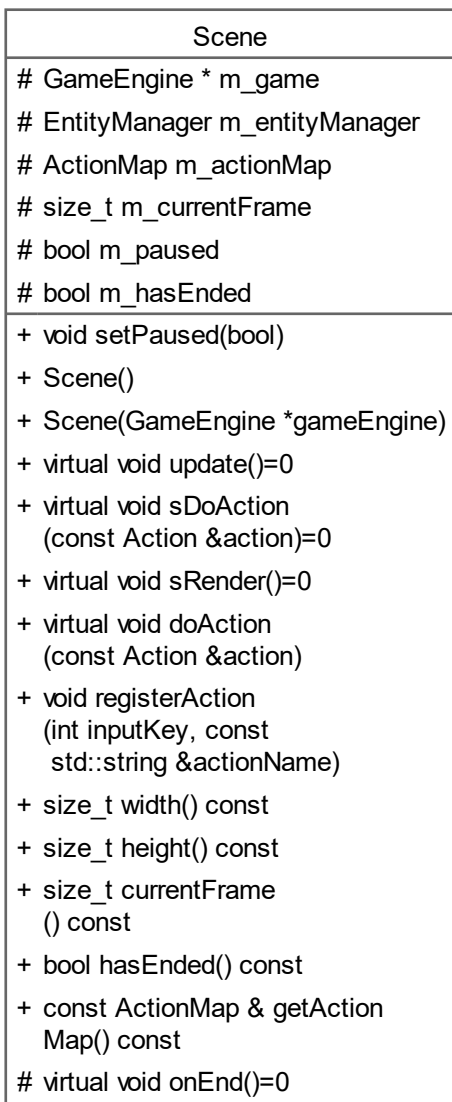 Scene
# GameEngine * m_game
# EntityManager m_entityManager
# ActionMap m_actionMap
# size_t m_currentFrame
# bool m_paused
# bool m_hasEnded
+ void setPaused(bool)
+ Scene()
+ Scene(GameEngine *gameEngine)
+ virtual void update()=0
+ virtual void sDoAction
(const Action &action)=0
+ virtual void sRender()=0
+ virtual void doAction
(const Action &action)
+ void registerAction
(int inputKey, const
std::string &actionName)
+ size_t width() const
+ size_t height() const
+ size_t currentFrame
() const
+ bool hasEnded() const
+ const ActionMap & getAction
Map() const
# virtual void onEnd()=0